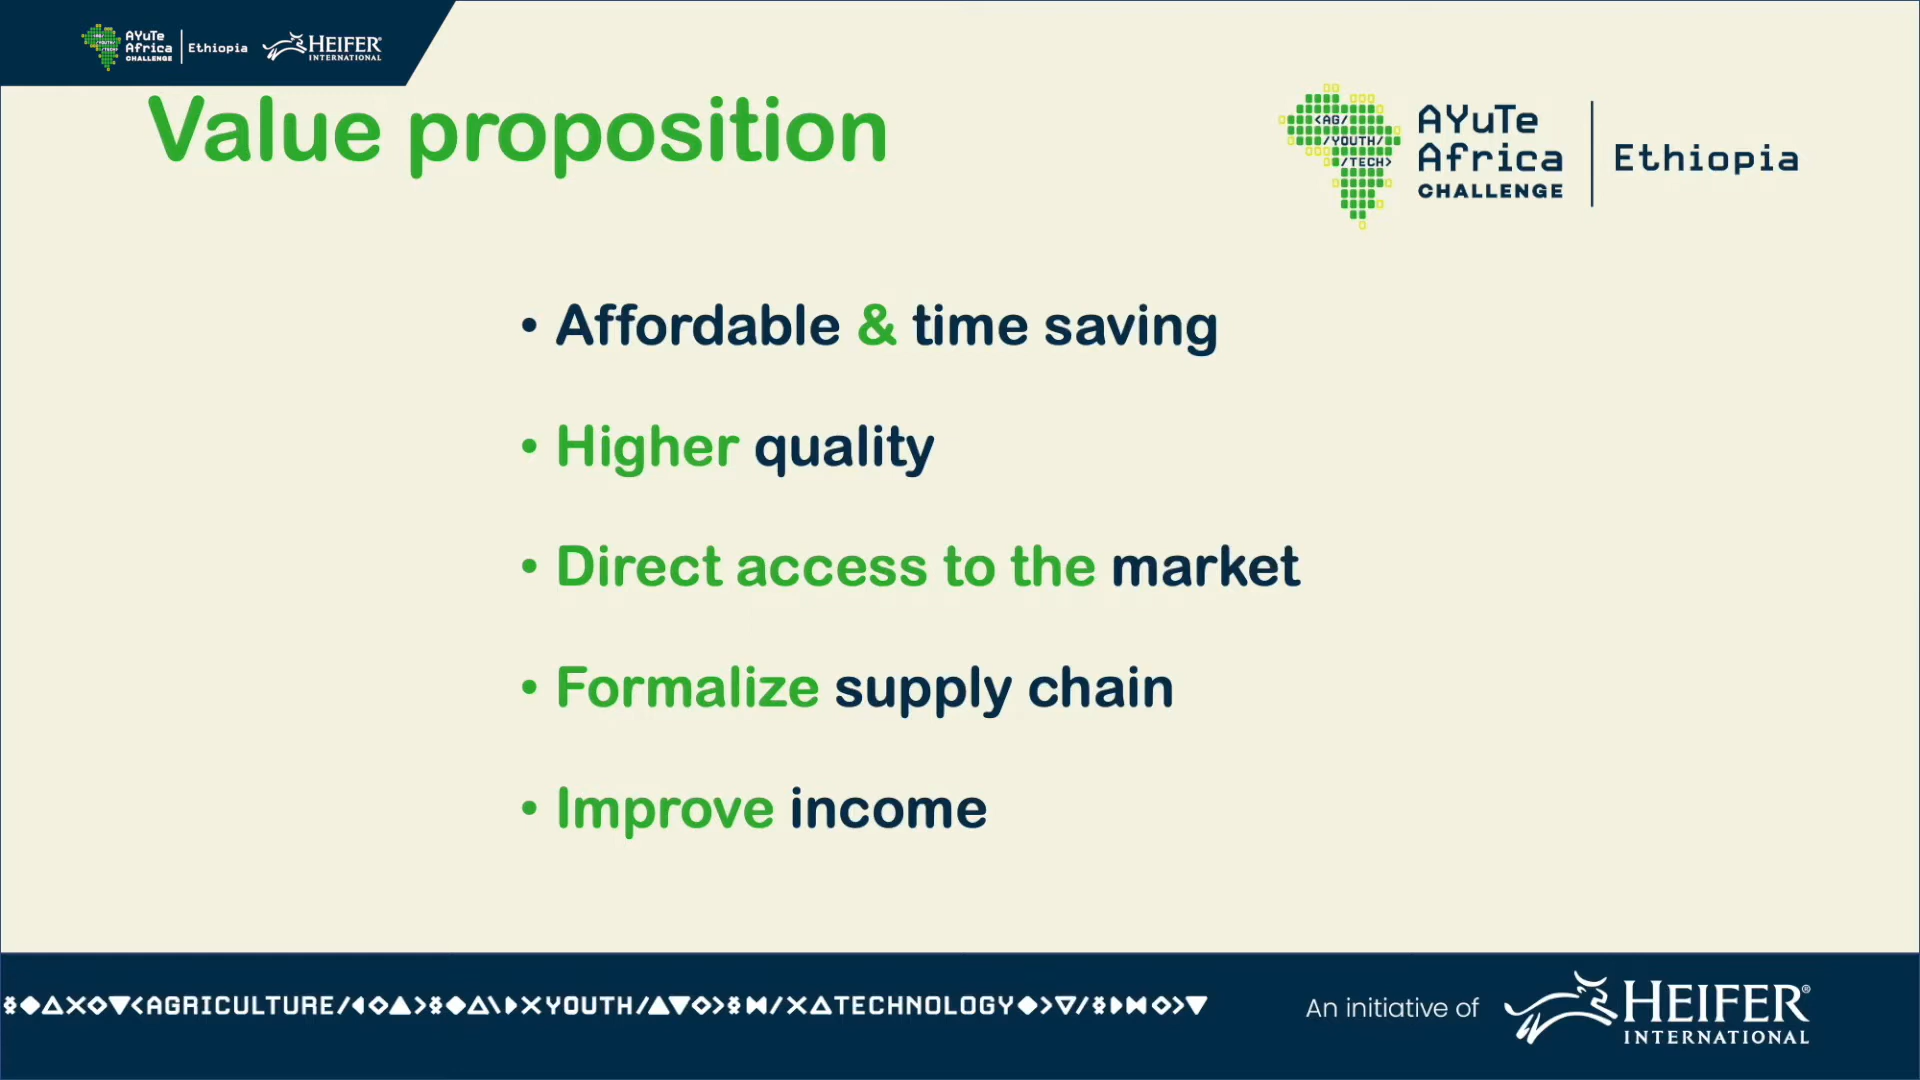 AYuTe
Africa
CHALLENGE
Ethiopia
HEIFER®
INTERNATIONAL
Value proposition
<AG/
/YOUTH/
/TECH>
AYuTe
Africa
CHALLENGE
Ethiopia
• Affordable & time saving
• Higher quality
• Direct access to the market
• Formalize supply chain
• Improve income
<AGRICULTURE/
YOUTH/
TECHNOLOGY
An initiative of
HEIFER®
INTERNATIONAL